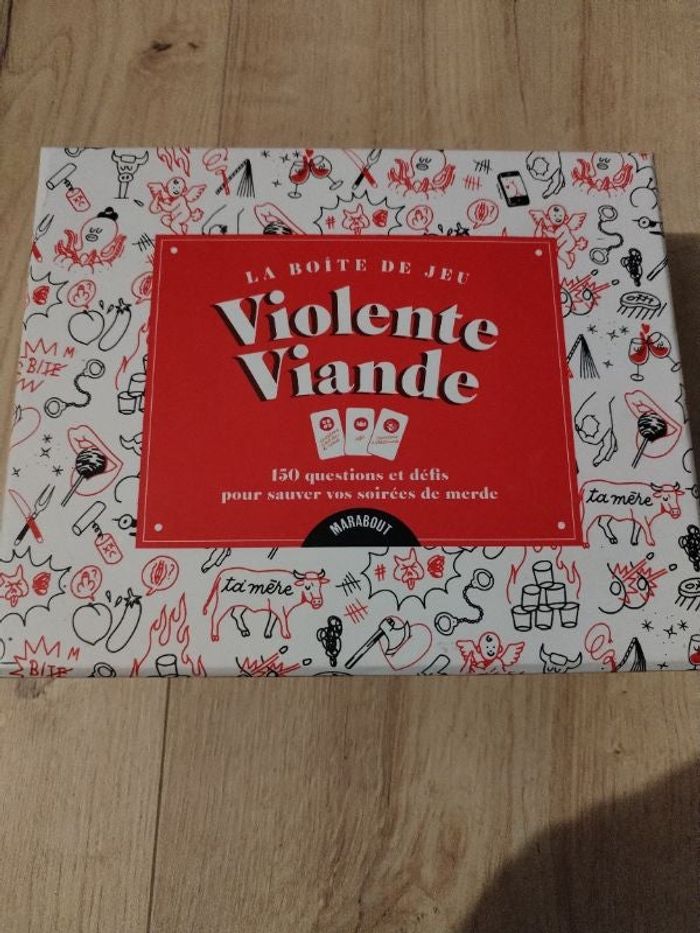 LA BOÎTE DE JEU
Violente
Viande
150 questions et défis
pour sauver vos soirées de merde
MARABOUT
BITE
ta mère
ta mère
BITE